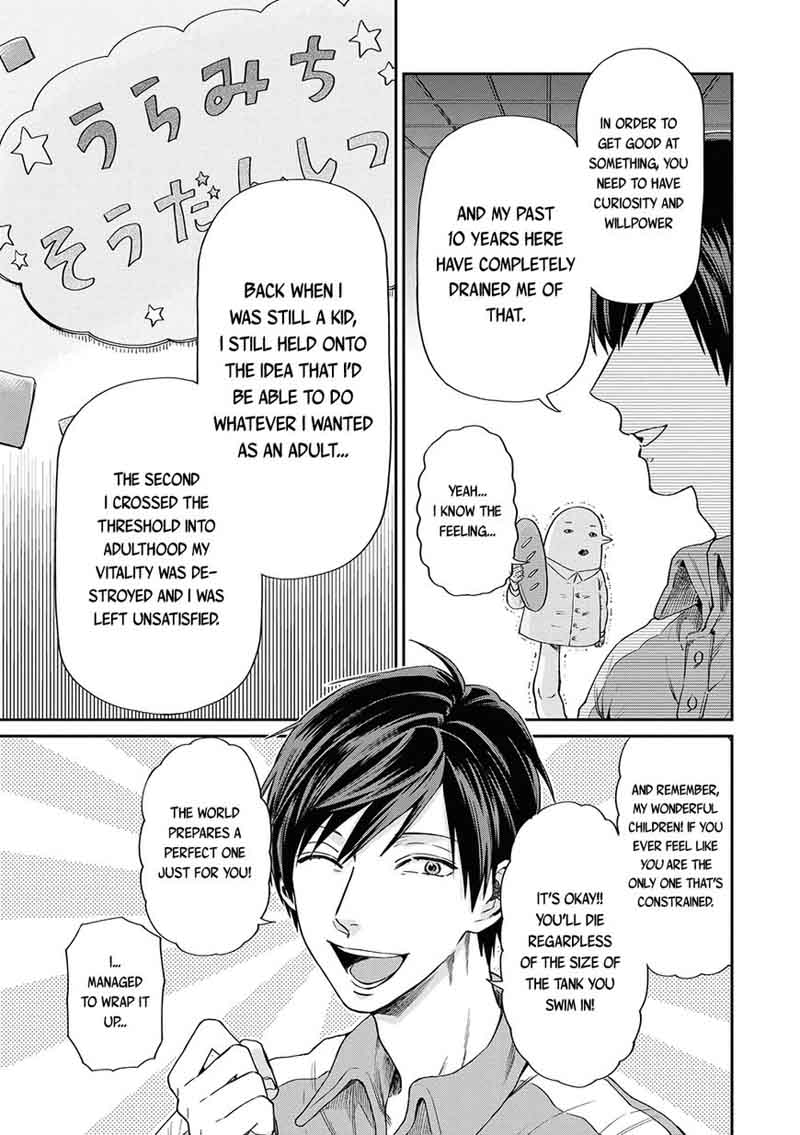 IN ORDER TO
GET GOOD AT
SOMETHING, YOU
NEED TO HAVE
CURIOSITY AND
WILLPOWER
AND MY PAST
10 YEARS HERE
HAVE COMPLETELY
DRAINED ME OF
THAT.
YEAH...
I KNOW THE
FEELING...
うらみち
そうだんしつ
BACK WHEN I
WAS STILL A KID,
I STILL HELD ONTO
THE IDEA THAT I'D
BE ABLE TO DO
WHATEVER I WANTED
AS AN ADULT...
THE SECOND
I CROSSED THE
THRESHOLD INTO
ADULTHOOD MY
VITALITY WAS DE-
STROYED AND I WAS
LEFT UNSATISFIED.
AND REMEMBER,
MY WONDERFUL
CHILDREN! IF YOU
EVER FEEL LIKE
YOU ARE THE
ONLY ONE THAT'S
CONSTRAINED.
IT'S OKAY!!
YOU'LL DIE
REGARDLESS
OF THE SIZE OF
THE TANK YOU
SWIM IN!
THE WORLD
PREPARES A
PERFECT ONE
JUST FOR YOU!
I...
MANAGED
TO WRAP IT
UP...